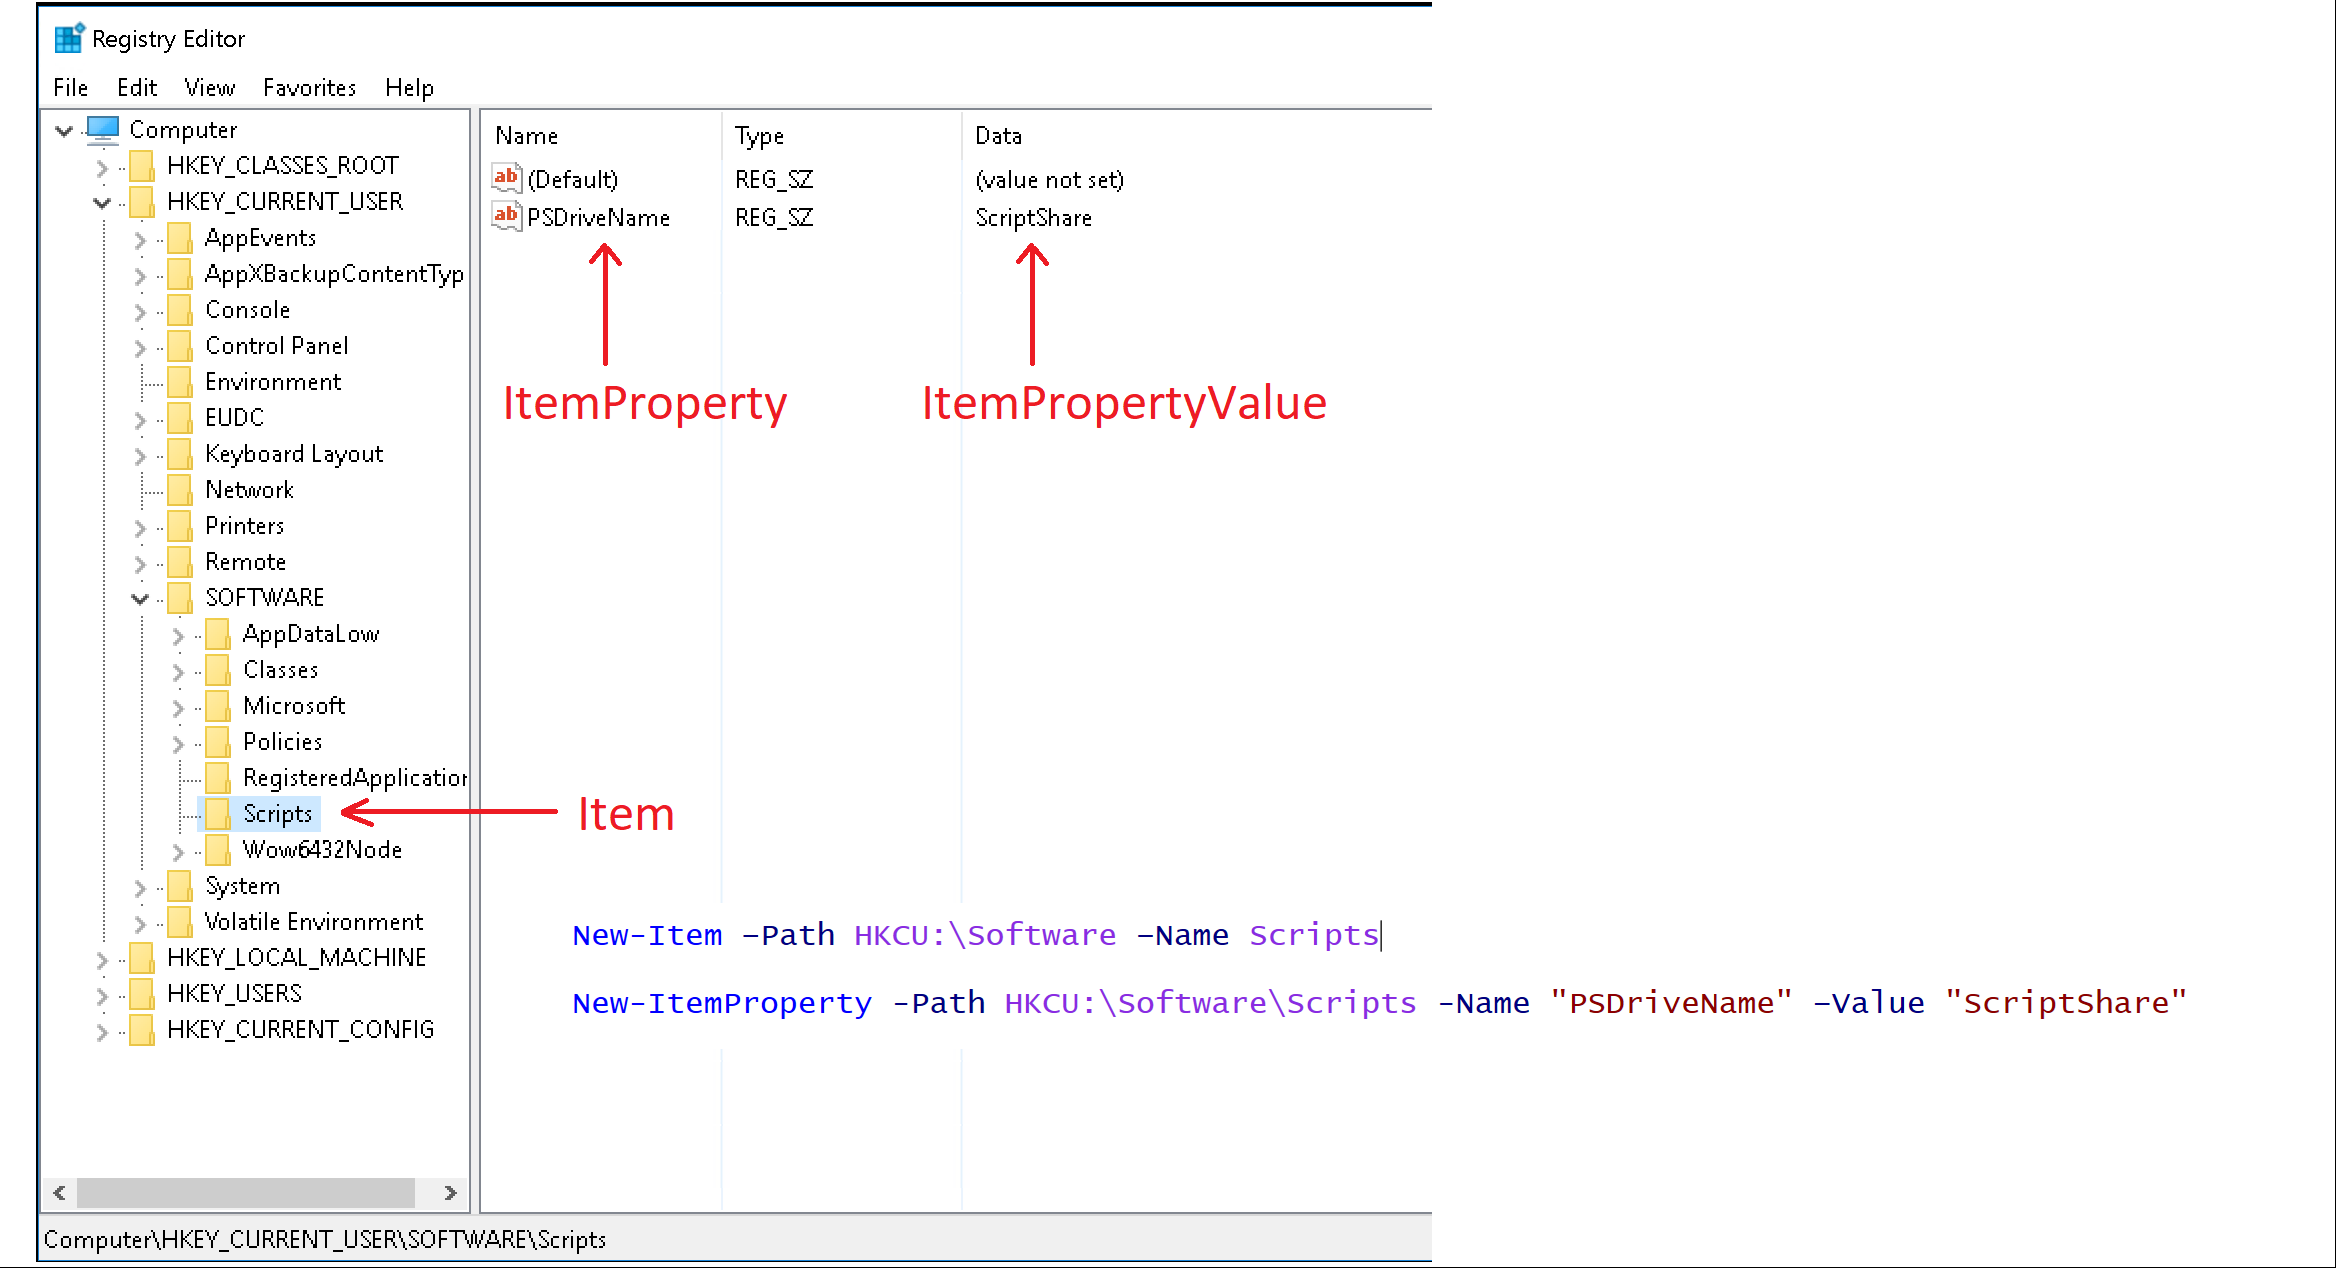 Registry Editor
File Edit View Favorites Help
Computer
HKEY_CLASSES_ROOT
HKEY_CURRENT_USER
AppEvents
AppXBackupContentTyp
Console
Control Panel
Environment
EUDC
Keyboard Layout
Network
Printers
Remote
SOFTWARE
AppDataLow
Classes
Microsoft
Policies
RegisteredApplication
Scripts
Wow6432Node
System
Volatile Environment
HKEY_LOCAL_MACHINE
HKEY_USERS
HKEY_CURRENT_CONFIG
Name Type Data
ab (Default) REG_SZ (value not set)
ab PSDriveName REG_SZ ScriptShare
ItemProperty ItemPropertyValue
Item
New-Item -Path HKCU:\Software -Name Scripts
New-ItemProperty -Path HKCU:\Software\Scripts -Name "PSDriveName" -Value "ScriptShare"
Computer\HKEY_CURRENT_USER\SOFTWARE\Scripts